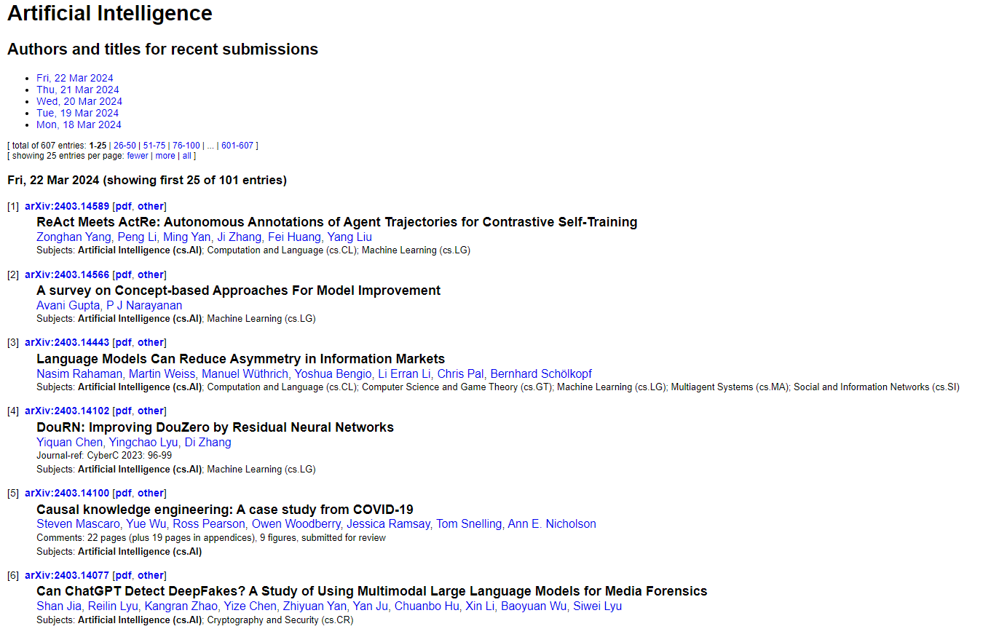 Artificial Intelligence
Authors and titles for recent submissions
Fri, 22 Mar 2024
Thu, 21 Mar 2024
Wed, 20 Mar 2024
Tue, 19 Mar 2024
Mon, 18 Mar 2024
[ total of 607 entries: 1-25 | 26-50 | 51-75 | 76-100 | ... | 601-607 ]
[ showing 25 entries per page: fewer | more | all ]
Fri, 22 Mar 2024 (showing first 25 of 101 entries)
[1] arXiv:2403.14589 [pdf, other]
ReAct Meets ActRe: Autonomous Annotations of Agent Trajectories for Contrastive Self-Training
Zonghan Yang, Peng Li, Ming Yan, Ji Zhang, Fei Huang, Yang Liu
Subjects: Artificial Intelligence (cs.AI); Computation and Language (cs.CL); Machine Learning (cs.LG)
[2] arXiv:2403.14566 [pdf, other]
A survey on Concept-based Approaches For Model Improvement
Avani Gupta, P J Narayanan
Subjects: Artificial Intelligence (cs.AI); Machine Learning (cs.LG)
[3] arXiv:2403.14443 [pdf, other]
Language Models Can Reduce Asymmetry in Information Markets
Nasim Rahaman, Martin Weiss, Manuel Wüthrich, Yoshua Bengio, Li Erran Li, Chris Pal, Bernhard Schölkopf
Subjects: Artificial Intelligence (cs.AI); Computation and Language (cs.CL); Computer Science and Game Theory (cs.GT); Machine Learning (cs.LG); Multiagent Systems (cs.MA); Social and Information Networks (cs.SI)
[4] arXiv:2403.14102 [pdf, other]
DouRN: Improving DouZero by Residual Neural Networks
Yiquan Chen, Yingchao Lyu, Di Zhang
Journal-ref: CyberC 2023: 96-99
Subjects: Artificial Intelligence (cs.AI); Machine Learning (cs.LG)
[5] arXiv:2403.14100 [pdf, other]
Causal knowledge engineering: A case study from COVID-19
Steven Mascaro, Yue Wu, Ross Pearson, Owen Woodberry, Jessica Ramsay, Tom Snelling, Ann E. Nicholson
Comments: 22 pages (plus 19 pages in appendices), 9 figures, submitted for review
Subjects: Artificial Intelligence (cs.AI)
[6] arXiv:2403.14077 [pdf, other]
Can ChatGPT Detect DeepFakes? A Study of Using Multimodal Large Language Models for Media Forensics
Shan Jia, Reilin Lyu, Kangran Zhao, Yize Chen, Zhiyuan Yan, Yan Ju, Chuanbo Hu, Xin Li, Baoyuan Wu, Siwei Lyu
Subjects: Artificial Intelligence (cs.AI); Cryptography and Security (cs.CR)